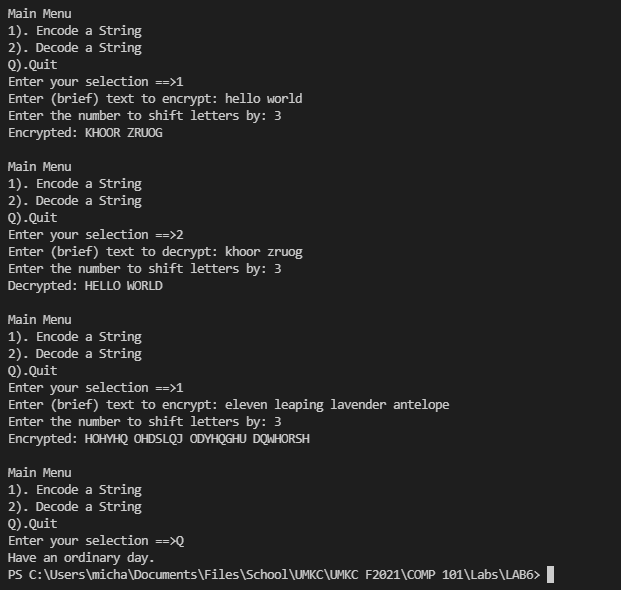 Main Menu
1). Encode a String
2). Decode a String
Q).Quit
Enter your selection ==>1
Enter (brief) text to encrypt: hello world
Enter the number to shift letters by: 3
Encrypted: KHOOR ZRUOG
Main Menu
1). Encode a String
2). Decode a String
Q).Quit
Enter your selection ==>2
Enter (brief) text to decrypt: khoor zruog
Enter the number to shift letters by: 3
Decrypted: HELLO WORLD
Main Menu
1). Encode a String
2). Decode a String
Q).Quit
Enter your selection ==>1
Enter (brief) text to encrypt: eleven leaping lavender antelope
Enter the number to shift letters by: 3
Encrypted: HOHYHQ OHDSLQJ ODYHQGHU DQWHORSH
Main Menu
1). Encode a String
2). Decode a String
Q).Quit
Enter your selection ==>Q
Have an ordinary day.
PS C:\Users\micha\Documents\Files\School\UMKC\UMKC F2021\COMP 101\Labs\LAB6>